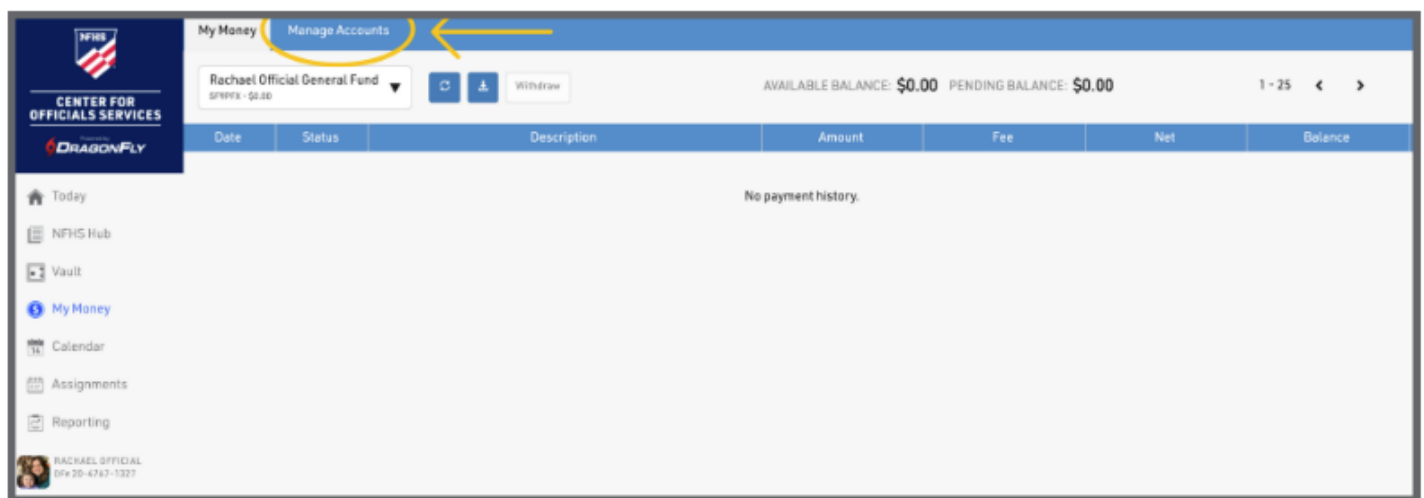 NFHS
CENTER FOR
OFFICIALS SERVICES
DRAGONFLY
My Money Manage Accounts
Rachael Official General Fund
Withdraw
AVAILABLE BALANCE: $0.00 PENDING BALANCE: $0.00
1 - 25
Date Status Description Amount Fee Net Balance
No payment history.
Today
NFHS Hub
Vault
My Money
Calendar
Assignments
Reporting
RACHAEL OFFICIAL